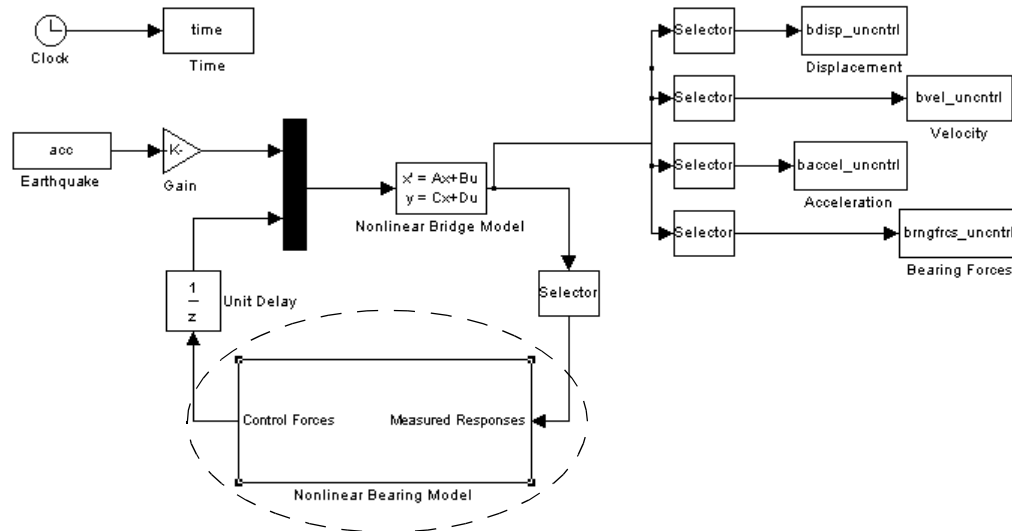 Clock
time
Time
acc
Earthquake
K-
Gain
x' = Ax+Bu
y = Cx+Du
Nonlinear Bridge Model
Selector
bdisp_uncntrl
Displacement
Selector
bvel_uncntrl
Velocity
Selector
baccel_uncntrl
Acceleration
Selector
brngfrcs_uncntrl
Bearing Forces
1
z
Unit Delay
Selector
Control Forces
Measured Responses
Nonlinear Bearing Model